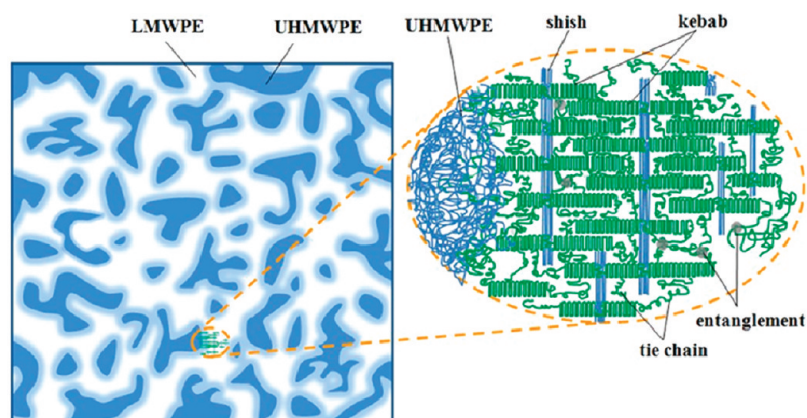 LMWPE
UHMWPE
UHMWPE
shish
kebab
entanglement
tie chain